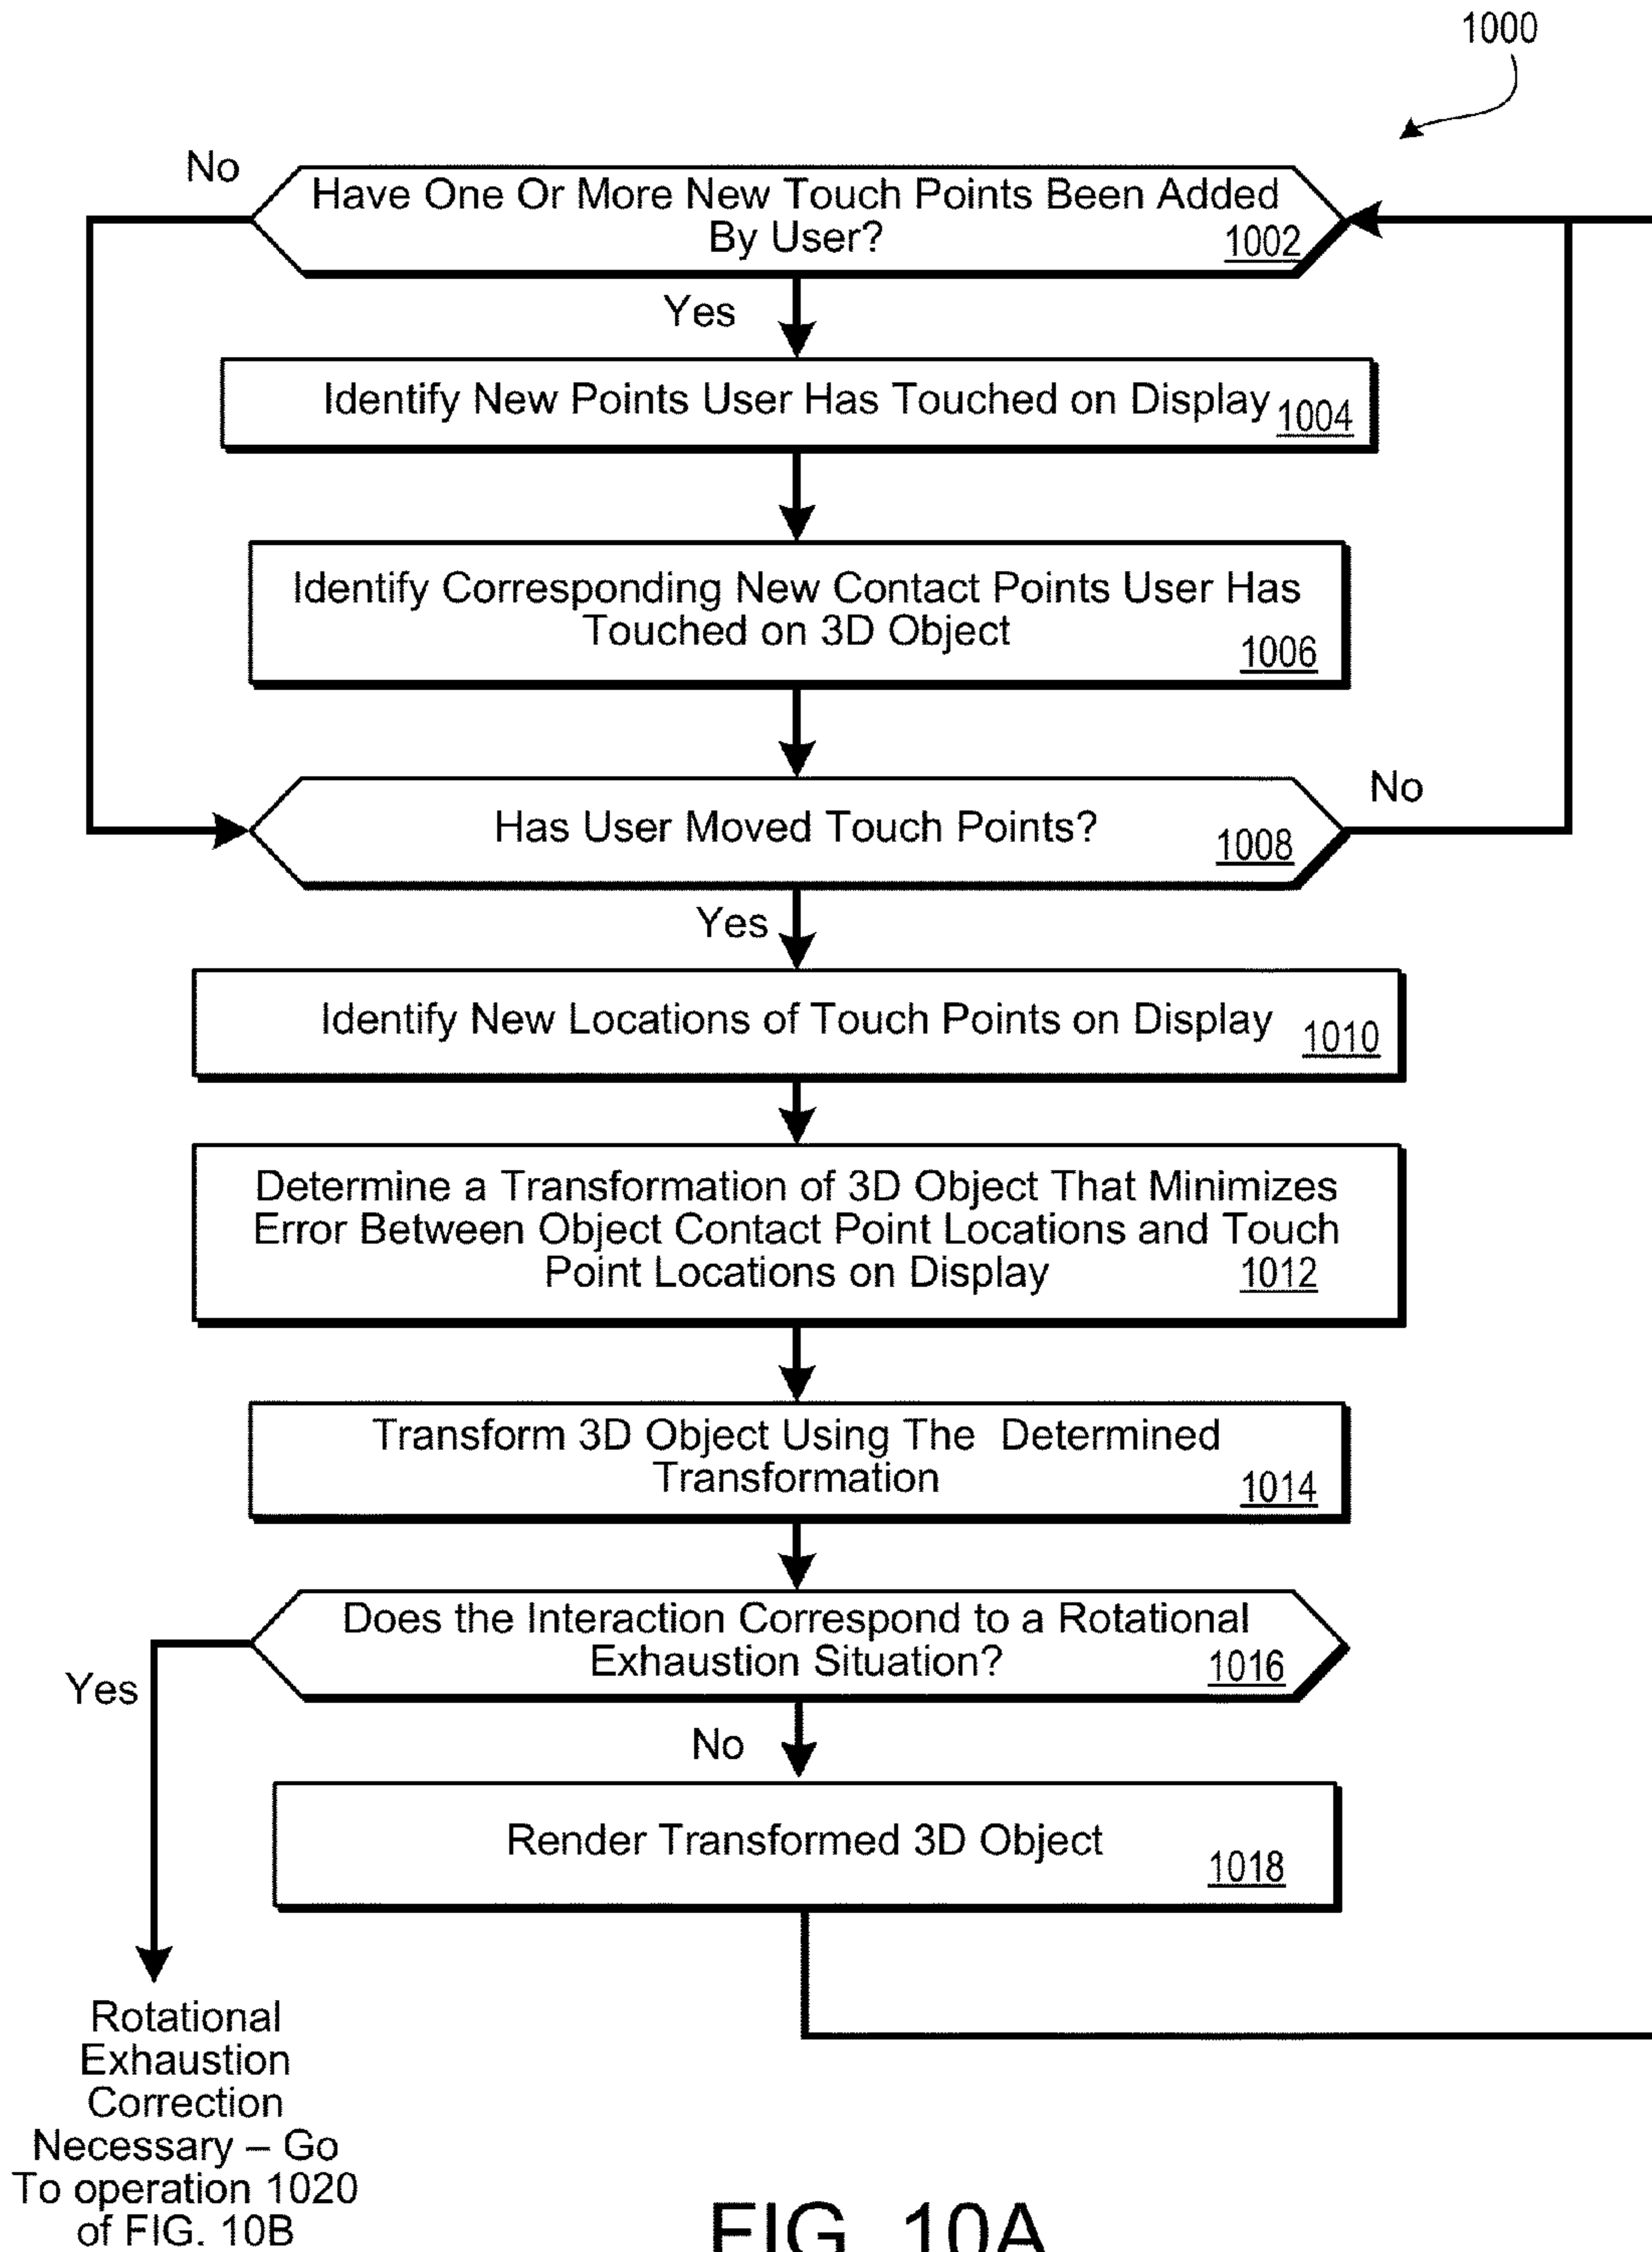 1000
No
Have One Or More New Touch Points Been Added
By User?
1002
Yes
Identify New Points User Has Touched on Display
1004
Identify Corresponding New Contact Points User Has
Touched on 3D Object
1006
No
Has User Moved Touch Points?
1008
Yes
Identify New Locations of Touch Points on Display
1010
Determine a Transformation of 3D Object That Minimizes
Error Between Object Contact Point Locations and Touch
Point Locations on Display
1012
Transform 3D Object Using The Determined
Transformation
1014
Does the Interaction Correspond to a Rotational
Exhaustion Situation?
1016
Yes
No
Render Transformed 3D Object
1018
Rotational
Exhaustion
Correction
Necessary – Go
To operation 1020
of FIG. 10B
FIG. 10A